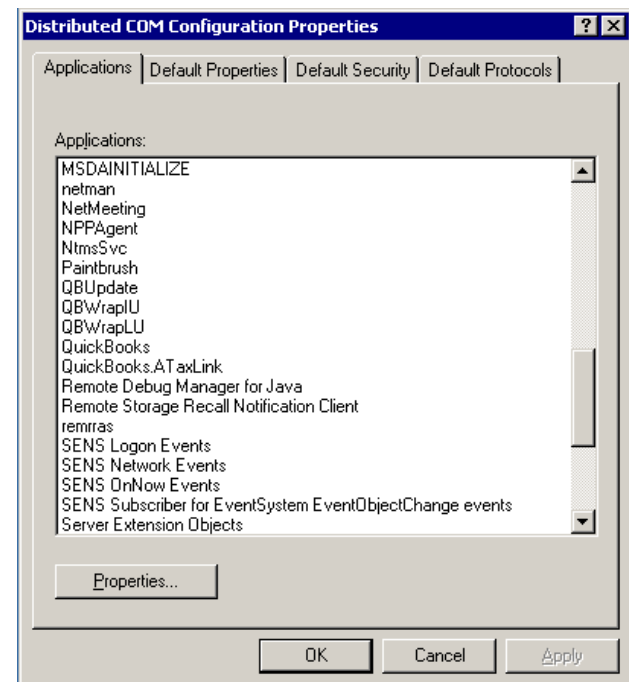 Distributed COM Configuration Properties
Applications Default Properties Default Security Default Protocols
Applications:
MSDAINITIALIZE
netman
NetMeeting
NPPAgent
NtmsSvc
Paintbrush
QBUpdate
QBWrapIU
QBWrapLU
QuickBooks
QuickBooks.ATaxLink
Remote Debug Manager for Java
Remote Storage Recall Notification Client
remrras
SENS Logon Events
SENS Network Events
SENS OnNow Events
SENS Subscriber for EventSystem EventObjectChange events
Server Extension Objects
Properties...
OK Cancel Apply